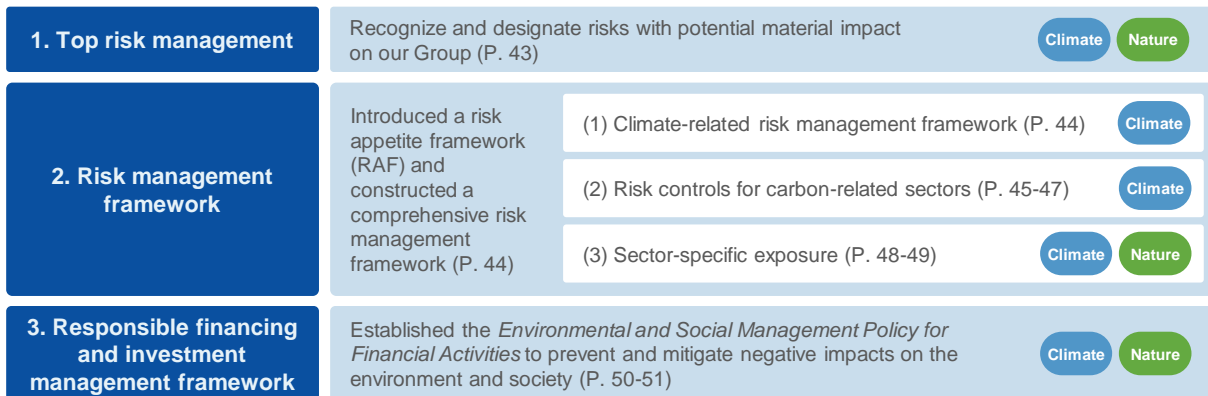 1. Top risk management
Recognize and designate risks with potential material impact
on our Group (P. 43)
Climate
Nature
2. Risk management
framework
Introduced a risk
appetite framework
(RAF) and
constructed a
comprehensive risk
management
framework (P. 44)
(1) Climate-related risk management framework (P. 44)
Climate
(2) Risk controls for carbon-related sectors (P. 45-47)
Climate
(3) Sector-specific exposure (P. 48-49)
Climate
Nature
3. Responsible financing
and investment
management framework
Established the Environmental and Social Management Policy for
Financial Activities to prevent and mitigate negative impacts on the
environment and society (P. 50-51)
Climate
Nature